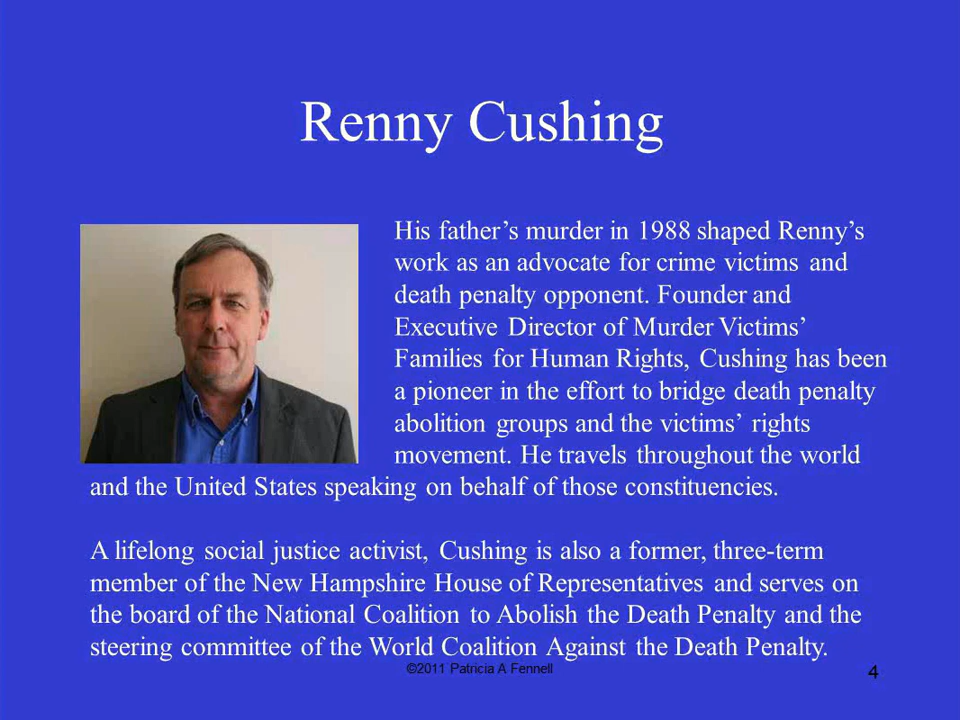 Renny Cushing
His father’s murder in 1988 shaped Renny’s
work as an advocate for crime victims and
death penalty opponent. Founder and
Executive Director of Murder Victims’
Families for Human Rights, Cushing has been
a pioneer in the effort to bridge death penalty
abolition groups and the victims’ rights
movement. He travels throughout the world
and the United States speaking on behalf of those constituencies.
A lifelong social justice activist, Cushing is also a former, three-term
member of the New Hampshire House of Representatives and serves on
the board of the National Coalition to Abolish the Death Penalty and the
steering committee of the World Coalition Against the Death Penalty.
©2011 Patricia A Fennell
4